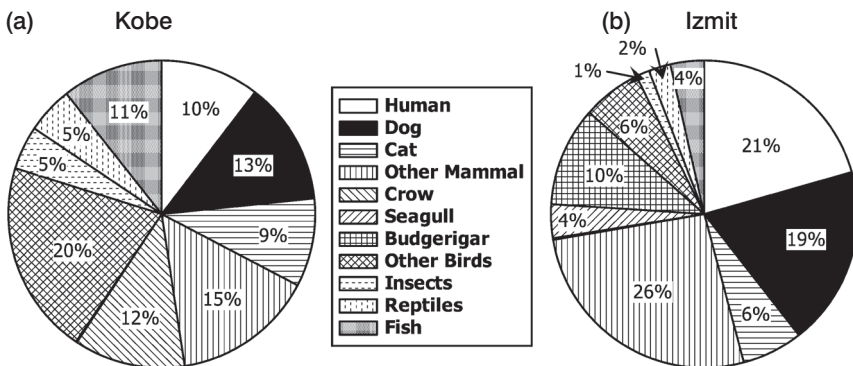 (a) Kobe
(b) Izmit
10%
13%
9%
15%
12%
20%
5%
5%
11%
Human
Dog
Cat
Other Mammal
Crow
Seagull
Budgerigar
Other Birds
Insects
Reptiles
Fish
21%
19%
6%
26%
4%
10%
6%
1%
2%
4%